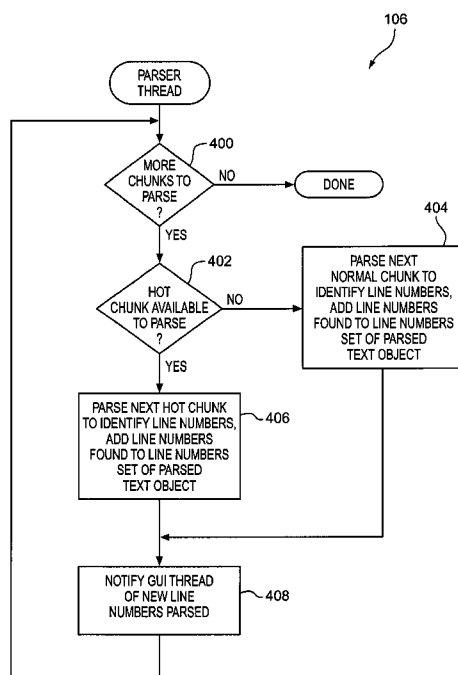 106
PARSER
THREAD
400
MORE
CHUNKS TO
PARSE
?
NO
DONE
YES
402
HOT
CHUNK AVAILABLE
TO PARSE
?
NO
404
PARSE NEXT
NORMAL CHUNK TO
IDENTIFY LINE NUMBERS,
ADD LINE NUMBERS
FOUND TO LINE NUMBERS
SET OF PARSED
TEXT OBJECT
YES
PARSE NEXT HOT CHUNK
TO IDENTIFY LINE NUMBERS,
ADD LINE NUMBERS
FOUND TO LINE NUMBERS
SET OF PARSED
TEXT OBJECT
406
NOTIFY GUI THREAD
OF NEW LINE
NUMBERS PARSED
408